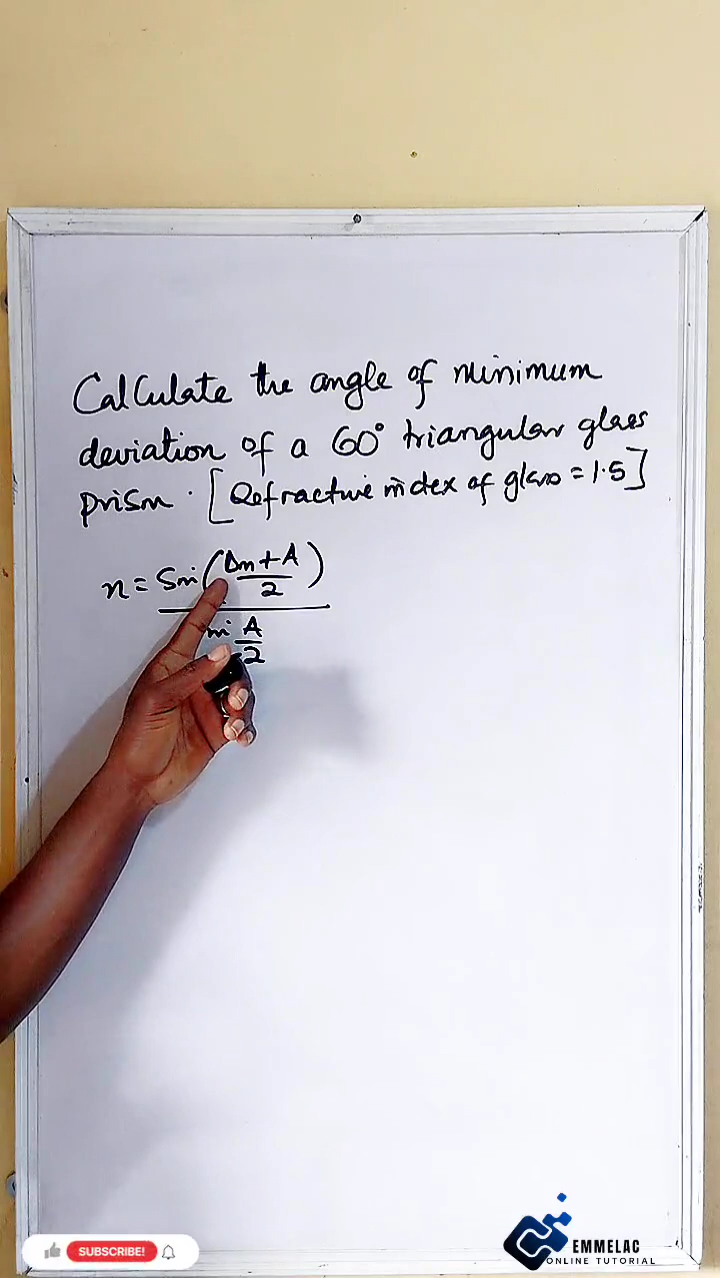 Calculate the angle of minimum
deviation of a 60° triangular glass
prism. [Refractive index of glass = 1.5]
n = Sin (Dm + A / 2)
A / 2
SUBSCRIBE!
EMMELAC
ONLINE TUTORIAL